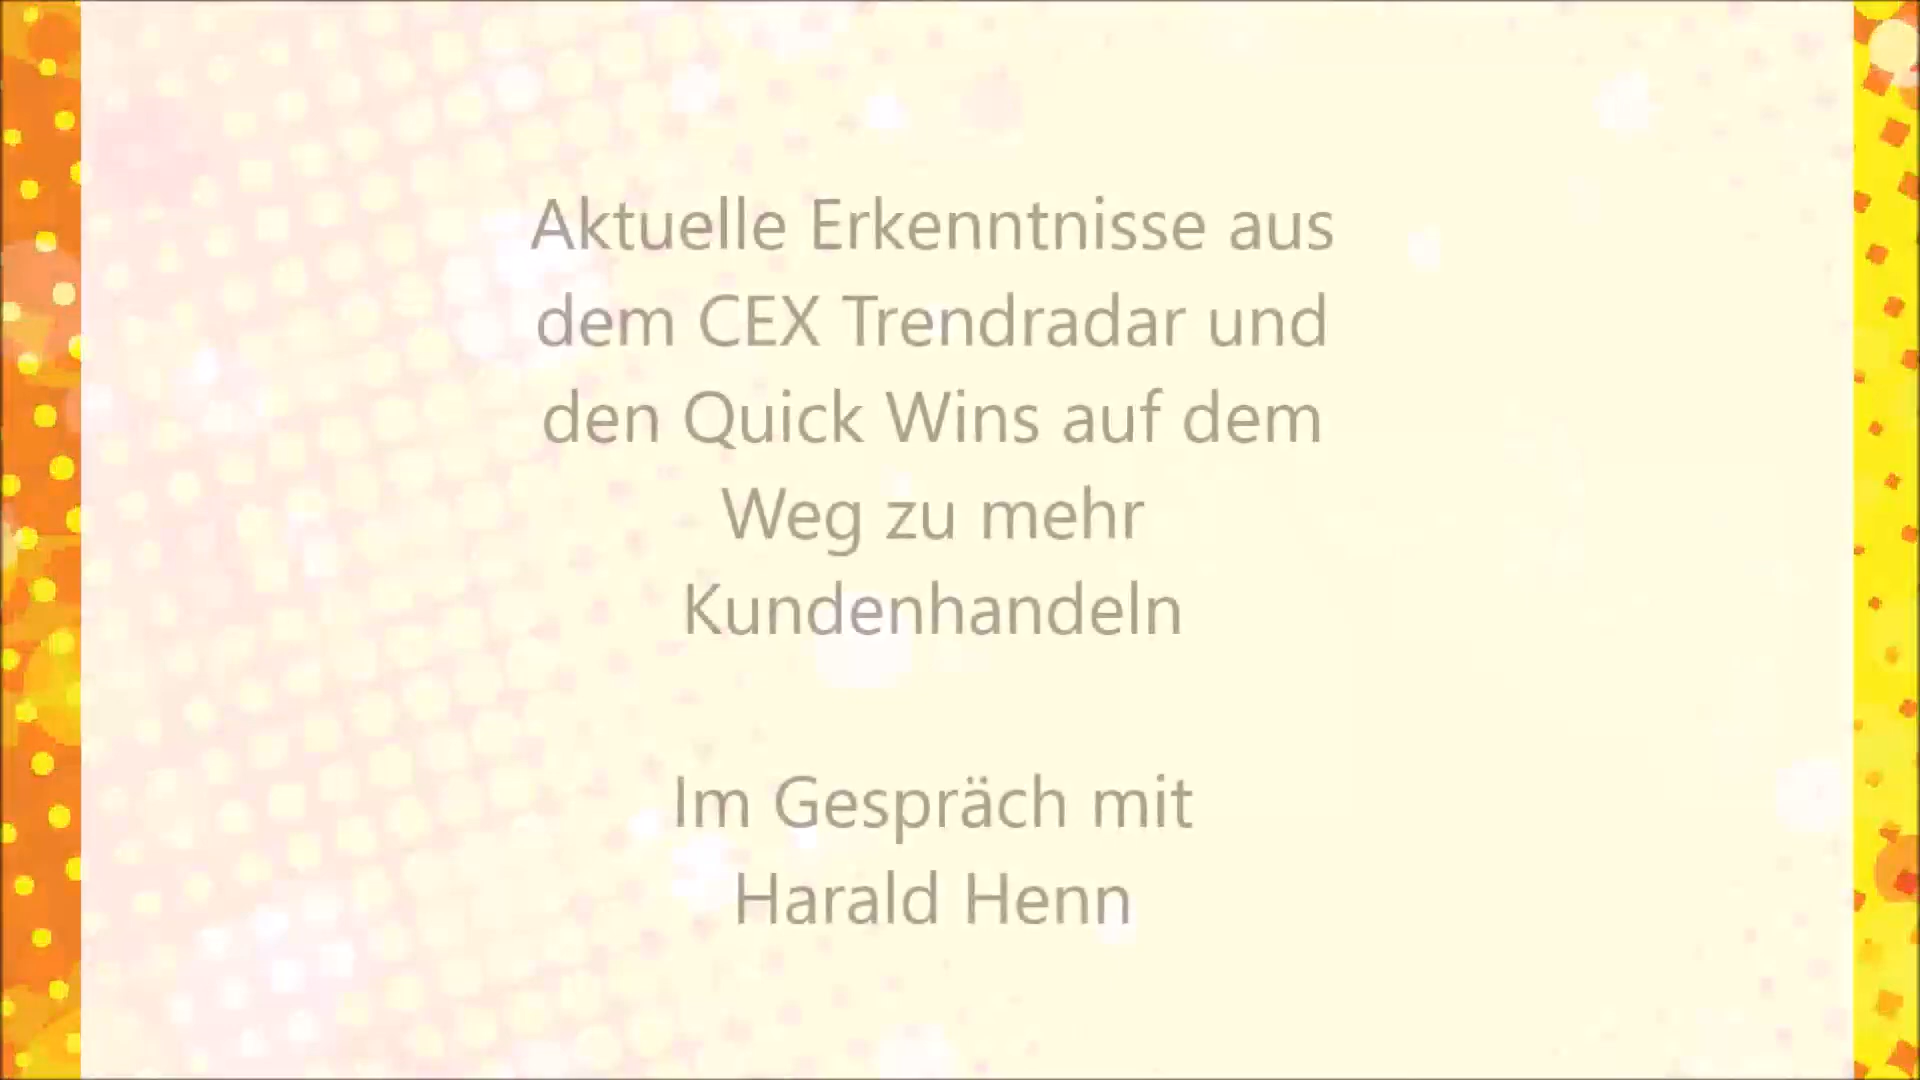 Aktuelle Erkenntnisse aus
dem CEX Trendradar und
den Quick Wins auf dem
Weg zu mehr
Kundenhandeln
Im Gespräch mit
Harald Henn